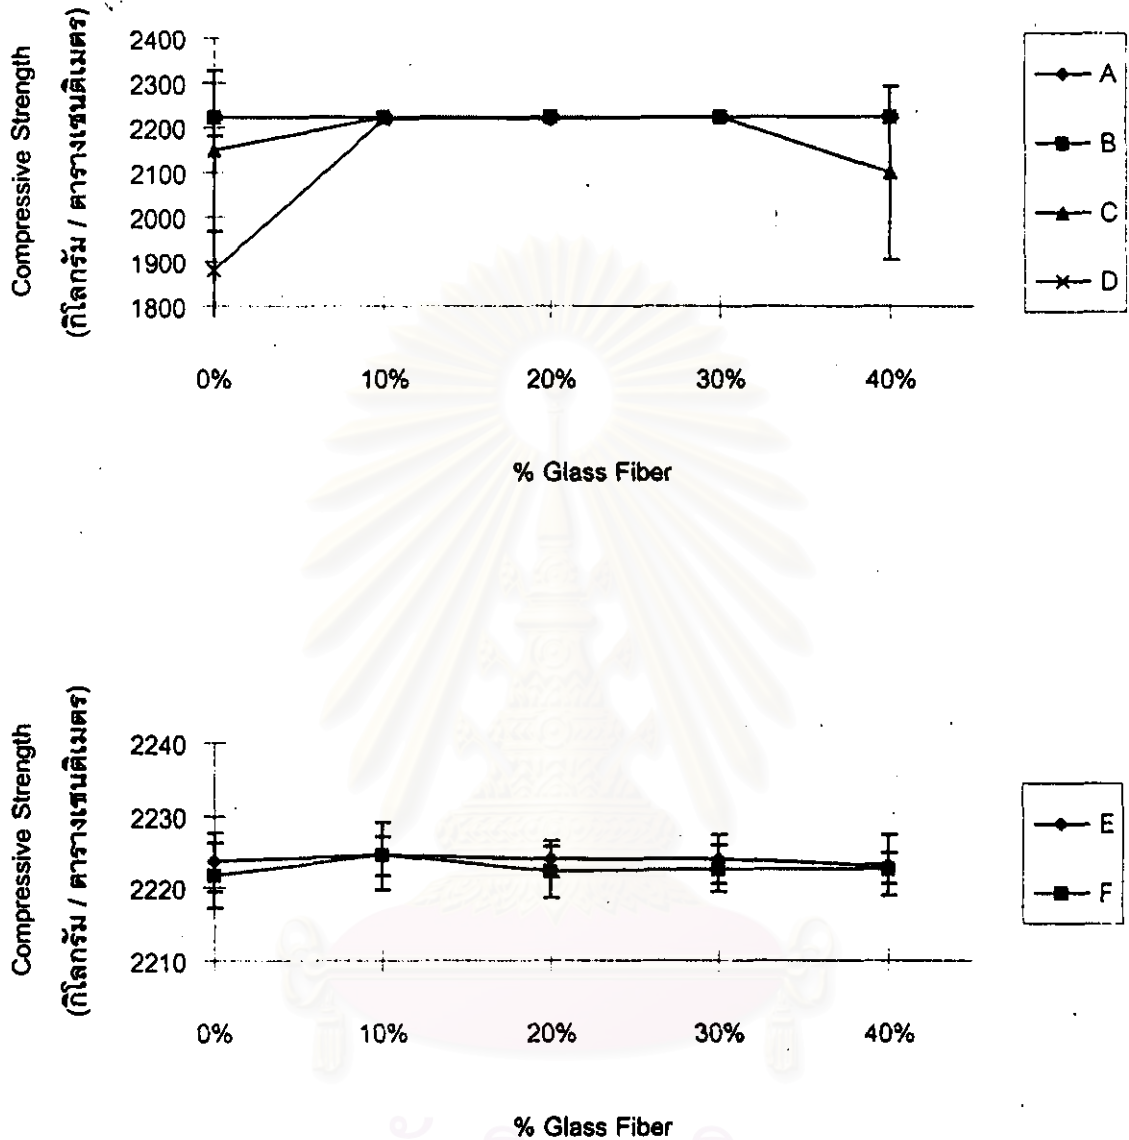 Compressive Strength
(กิโลกรัม / ตารางเซนติเมตร)
2400
2300
2200
2100
2000
1900
1800
0% 10% 20% 30% 40%
% Glass Fiber
A
B
C
D
Compressive Strength
(กิโลกรัม / ตารางเซนติเมตร)
2240
2230
2220
2210
0% 10% 20% 30% 40%
% Glass Fiber
E
F